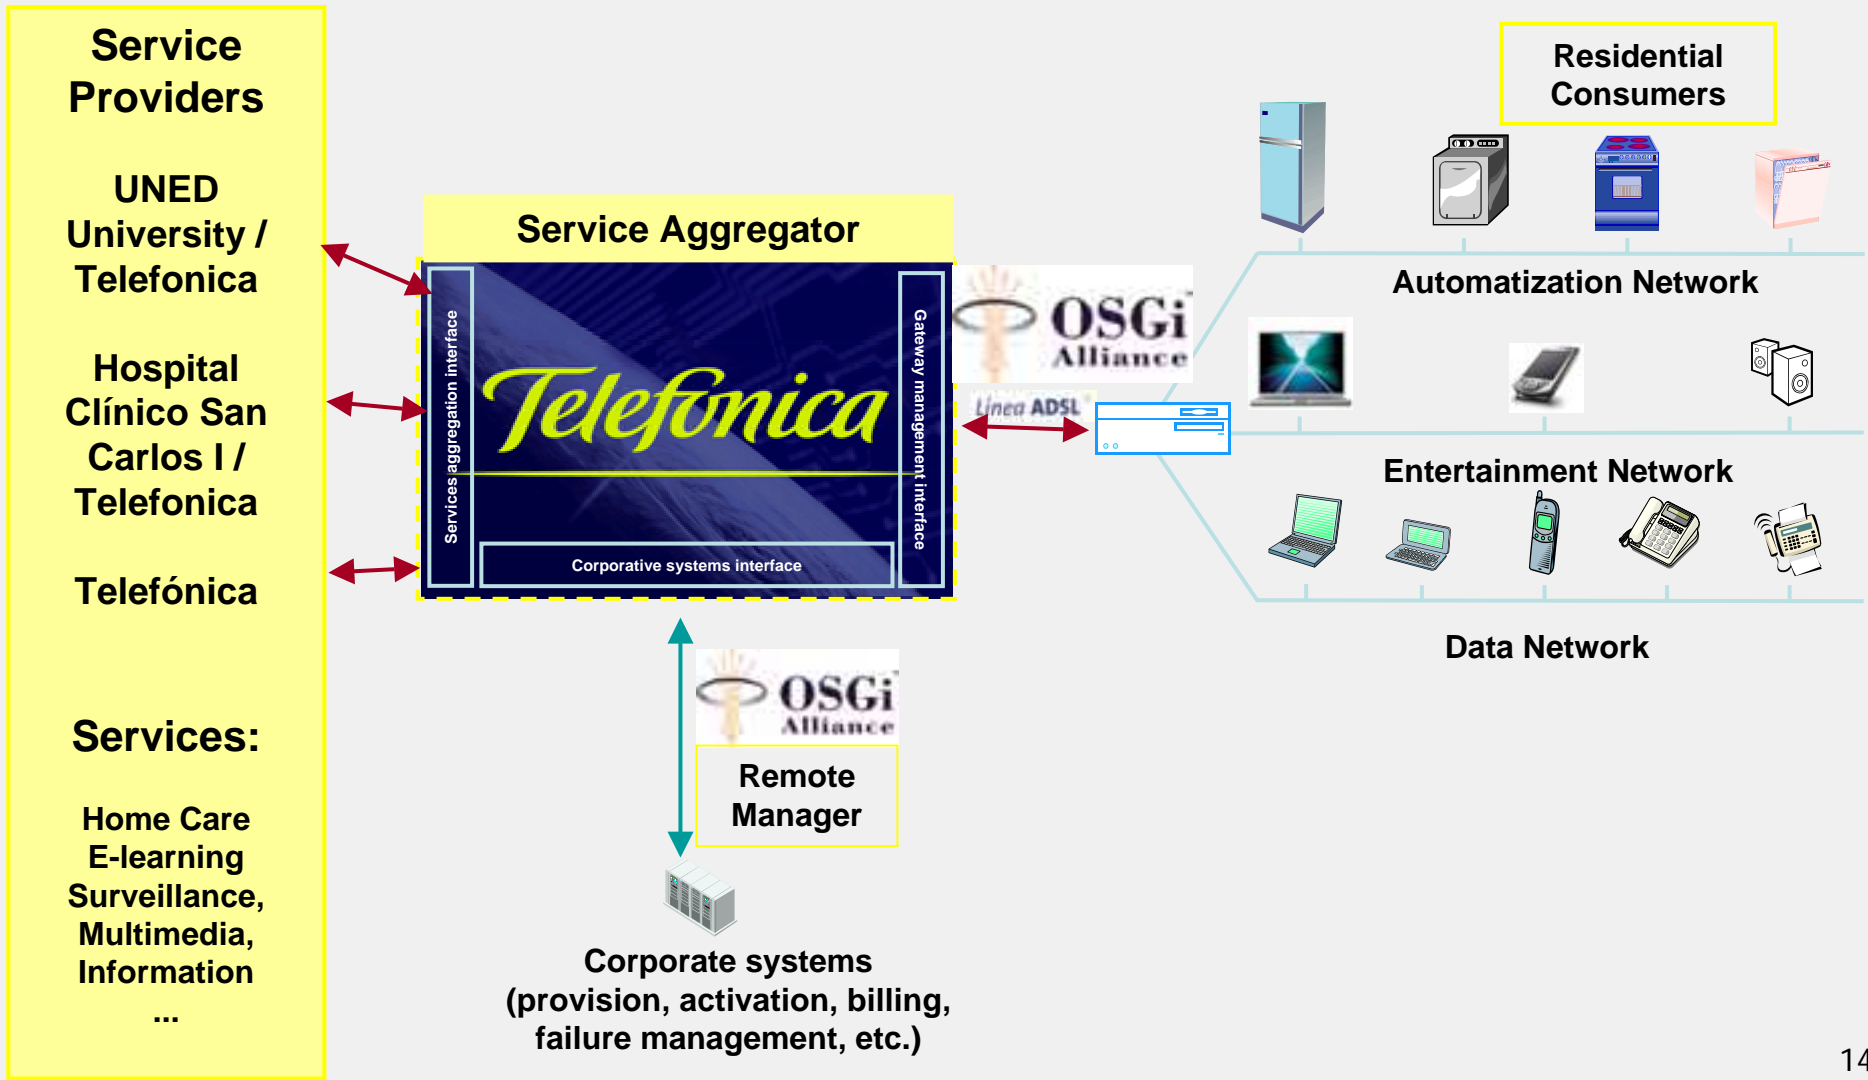 Service
Providers
UNED
University /
Telefonica
Hospital
Clínico San
Carlos I /
Telefonica
Telefónica
Services:
Home Care
E-learning
Surveillance,
Multimedia,
Information
...
Service Aggregator
Services aggregation interface
Telefonica
Gateway management interface
Corporative systems interface
OSGi
Alliance
Línea ADSL
OSGi
Alliance
Remote
Manager
Corporate systems
(provision, activation, billing,
failure management, etc.)
Residential
Consumers
Automatization Network
Entertainment Network
Data Network
14